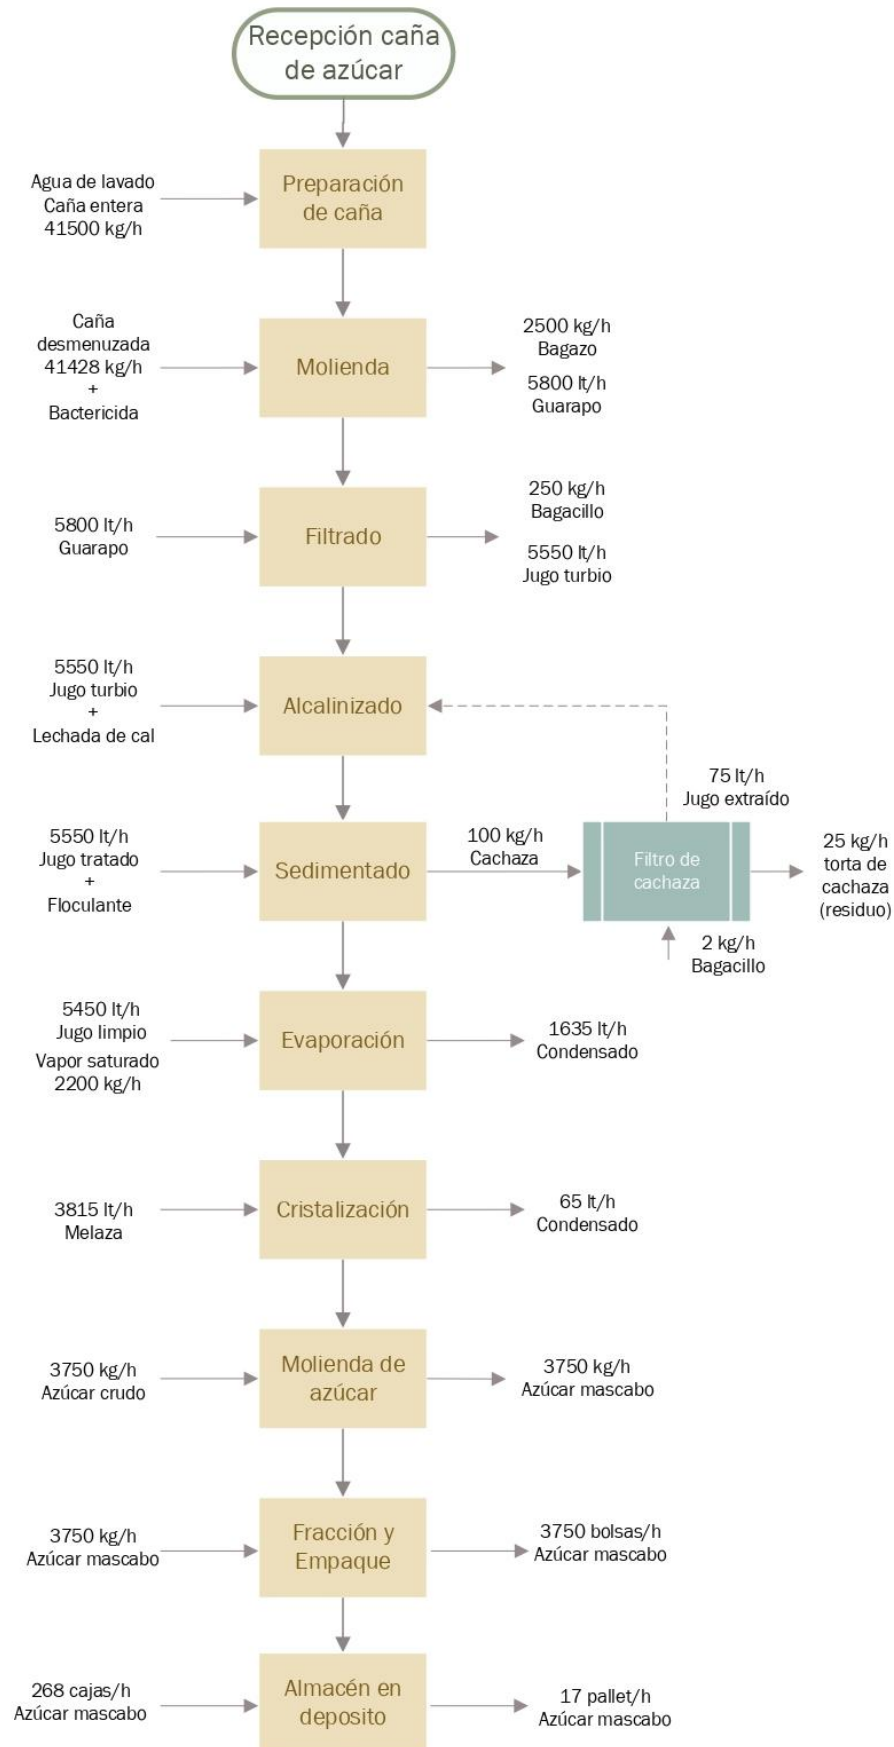 Recepción caña
de azúcar
Agua de lavado
Caña entera
41500 kg/h
Preparación
de caña
Caña
desmenuzada
41428 kg/h
+
Bactericida
Molienda
2500 kg/h
Bagazo
5800 lt/h
Guarapo
5800 lt/h
Guarapo
Filtrado
250 kg/h
Bagacillo
5550 lt/h
Jugo turbio
5550 lt/h
Jugo turbio
+
Lechada de cal
Alcalinizado
75 lt/h
Jugo extraído
5550 lt/h
Jugo tratado
+
Floculante
Sedimentado
100 kg/h
Cachaza
Filtro de
cachaza
25 kg/h
torta de
cachaza
(residuo)
2 kg/h
Bagacillo
5450 lt/h
Jugo limpio
Vapor saturado
2200 kg/h
Evaporación
1635 lt/h
Condensado
3815 lt/h
Melaza
Cristalización
65 lt/h
Condensado
3750 kg/h
Azúcar crudo
Molienda de
azúcar
3750 kg/h
Azúcar mascabo
3750 kg/h
Azúcar mascabo
Fracción y
Empaque
3750 bolsas/h
Azúcar mascabo
268 cajas/h
Azúcar mascabo
Almacén en
deposito
17 pallet/h
Azúcar mascabo